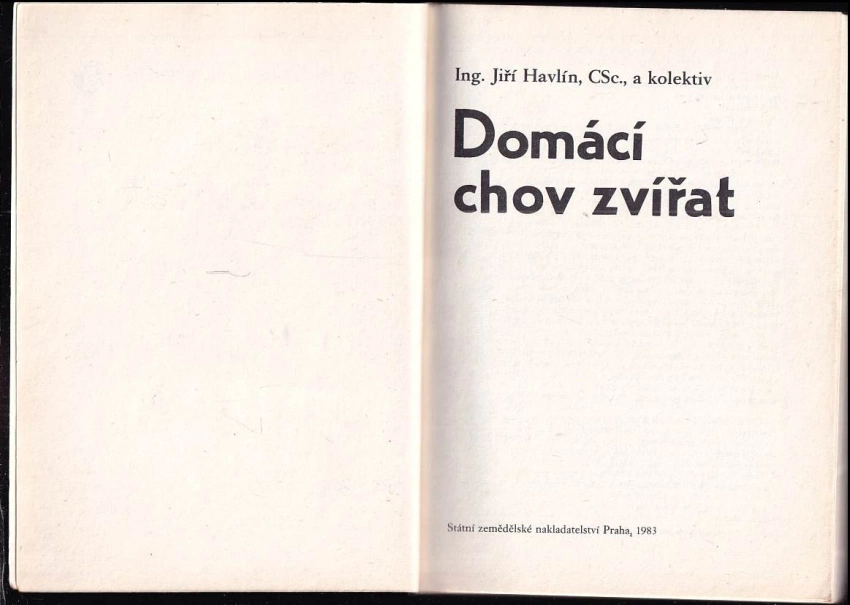 Ing. Jiří Havlín, CSc., a kolektiv
Domácí
chov zvířat
Státní zemědělské nakladatelství Praha, 1983